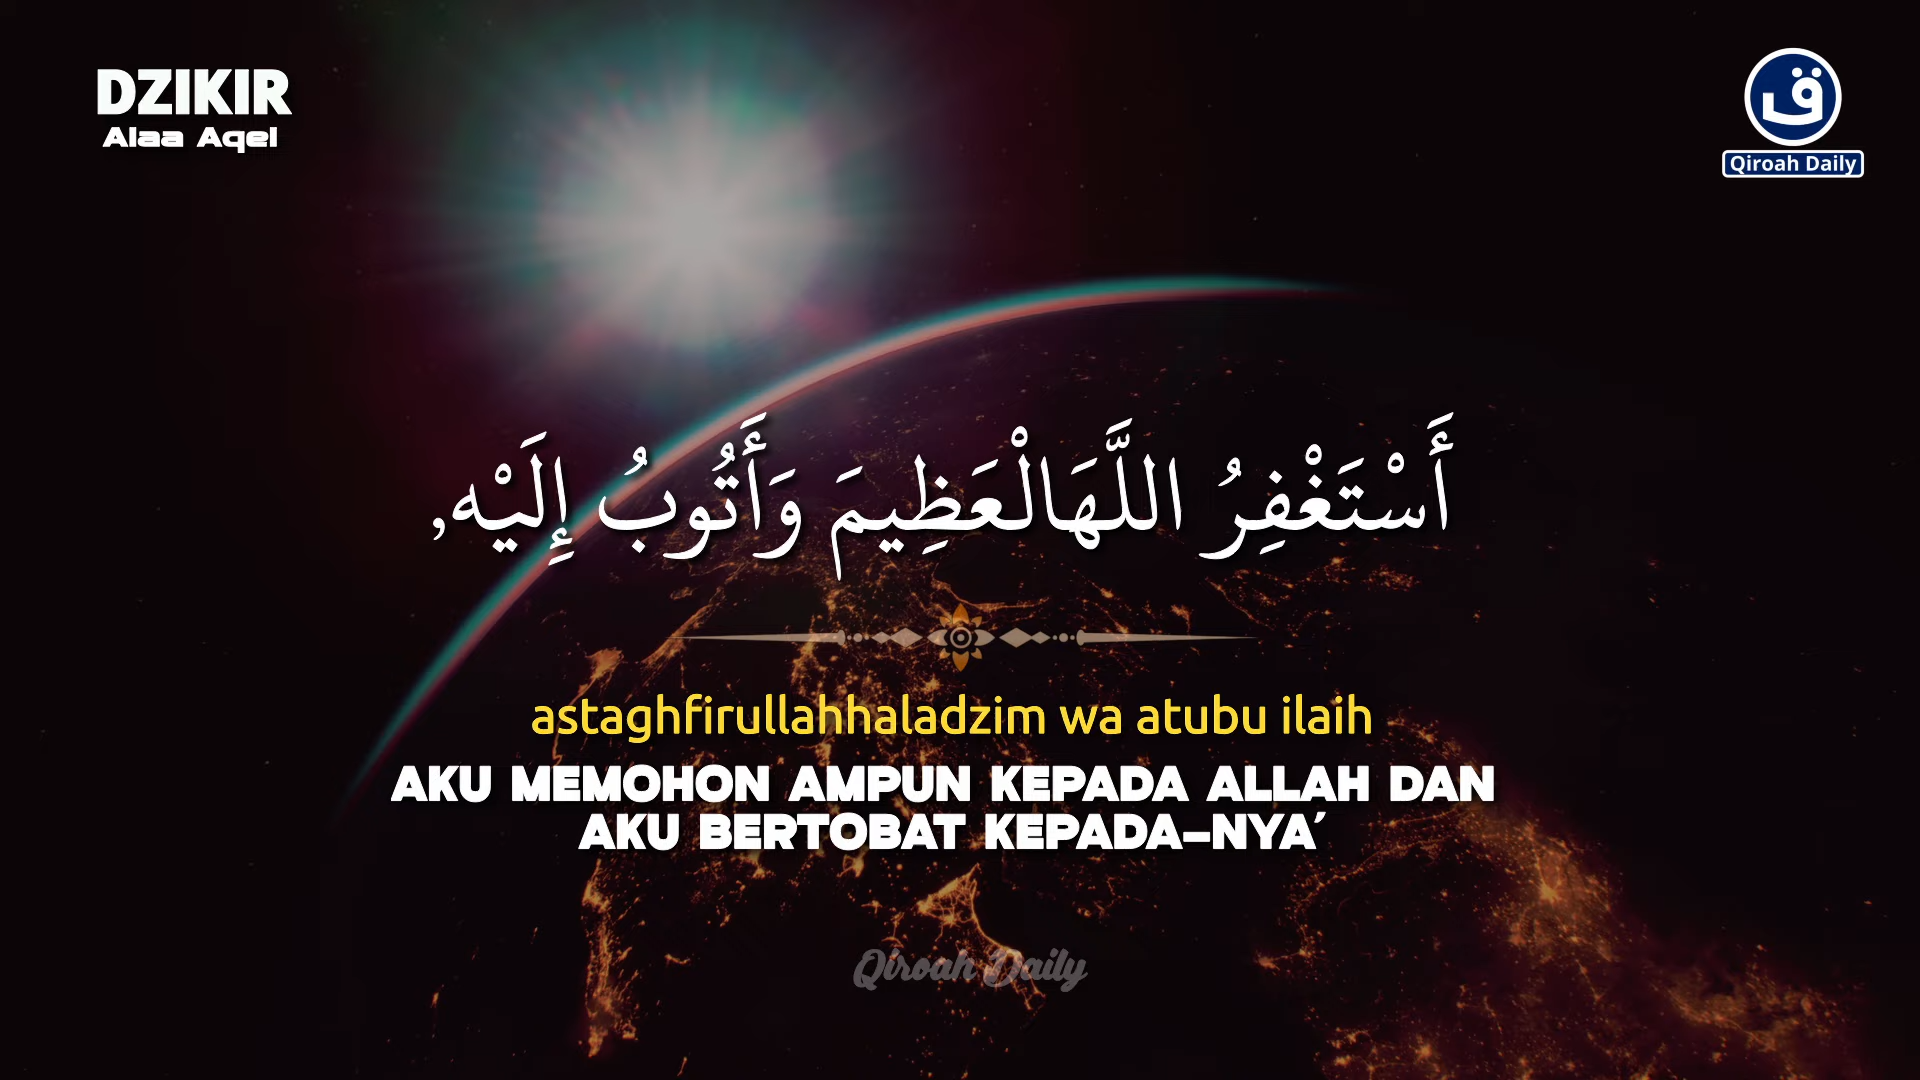 DZIKIR
Alaa Aqel
ق
Qiroah Daily
أَسْتَغْفِرُ اللَّهَالْعَظِيمَ وَأَتُوبُ إِلَيْه,
astaghfirullahhaladzim wa atubu ilaih
AKU MEMOHON AMPUN KEPADA ALLAH DAN
AKU BERTOBAT KEPADA-NYA'
Qiroah Daily